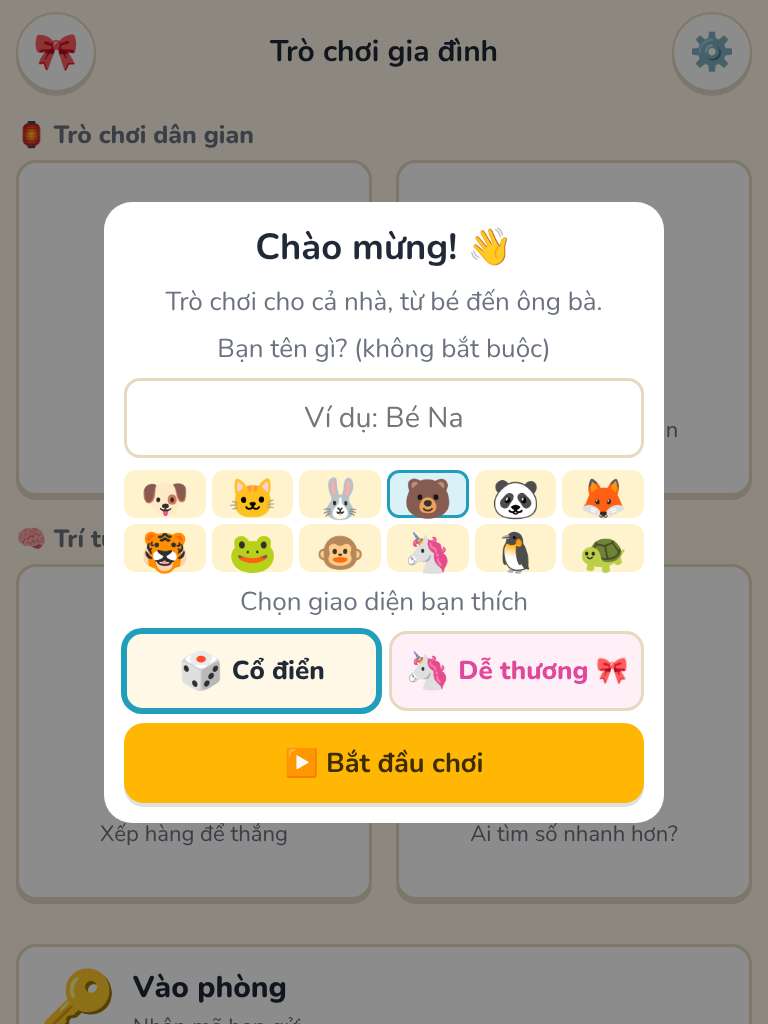 Trò chơi gia đình
Trò chơi dân gian
Chào mừng!
Trò chơi cho cả nhà, từ bé đến ông bà.
Bạn tên gì? (không bắt buộc)
Ví dụ: Bé Na
n
Trí
Chọn giao diện bạn thích
Cổ điển
Dễ thương
Bắt đầu chơi
Xếp hàng để thắng
Ai tìm số nhanh hơn?
Vào phòng